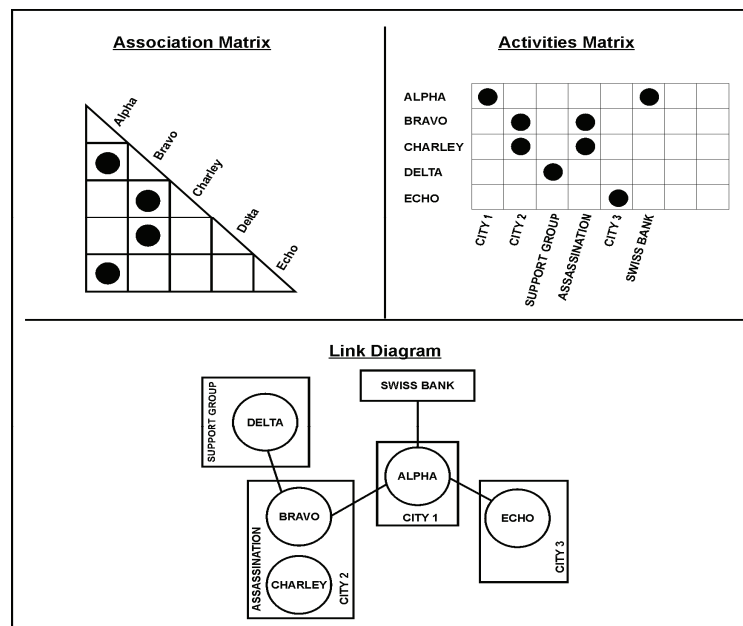 Association Matrix
Alpha
Bravo
Charley
Delta
Echo
Activities Matrix
ALPHA
BRAVO
CHARLEY
DELTA
ECHO
CITY 1
CITY 2
SUPPORT GROUP
ASSASSINATION
CITY 3
SWISS BANK
Link Diagram
SWISS BANK
SUPPORT GROUP
DELTA
ALPHA
CITY 1
ASSASSINATION
BRAVO
CHARLEY
CITY 2
ECHO
CITY 3